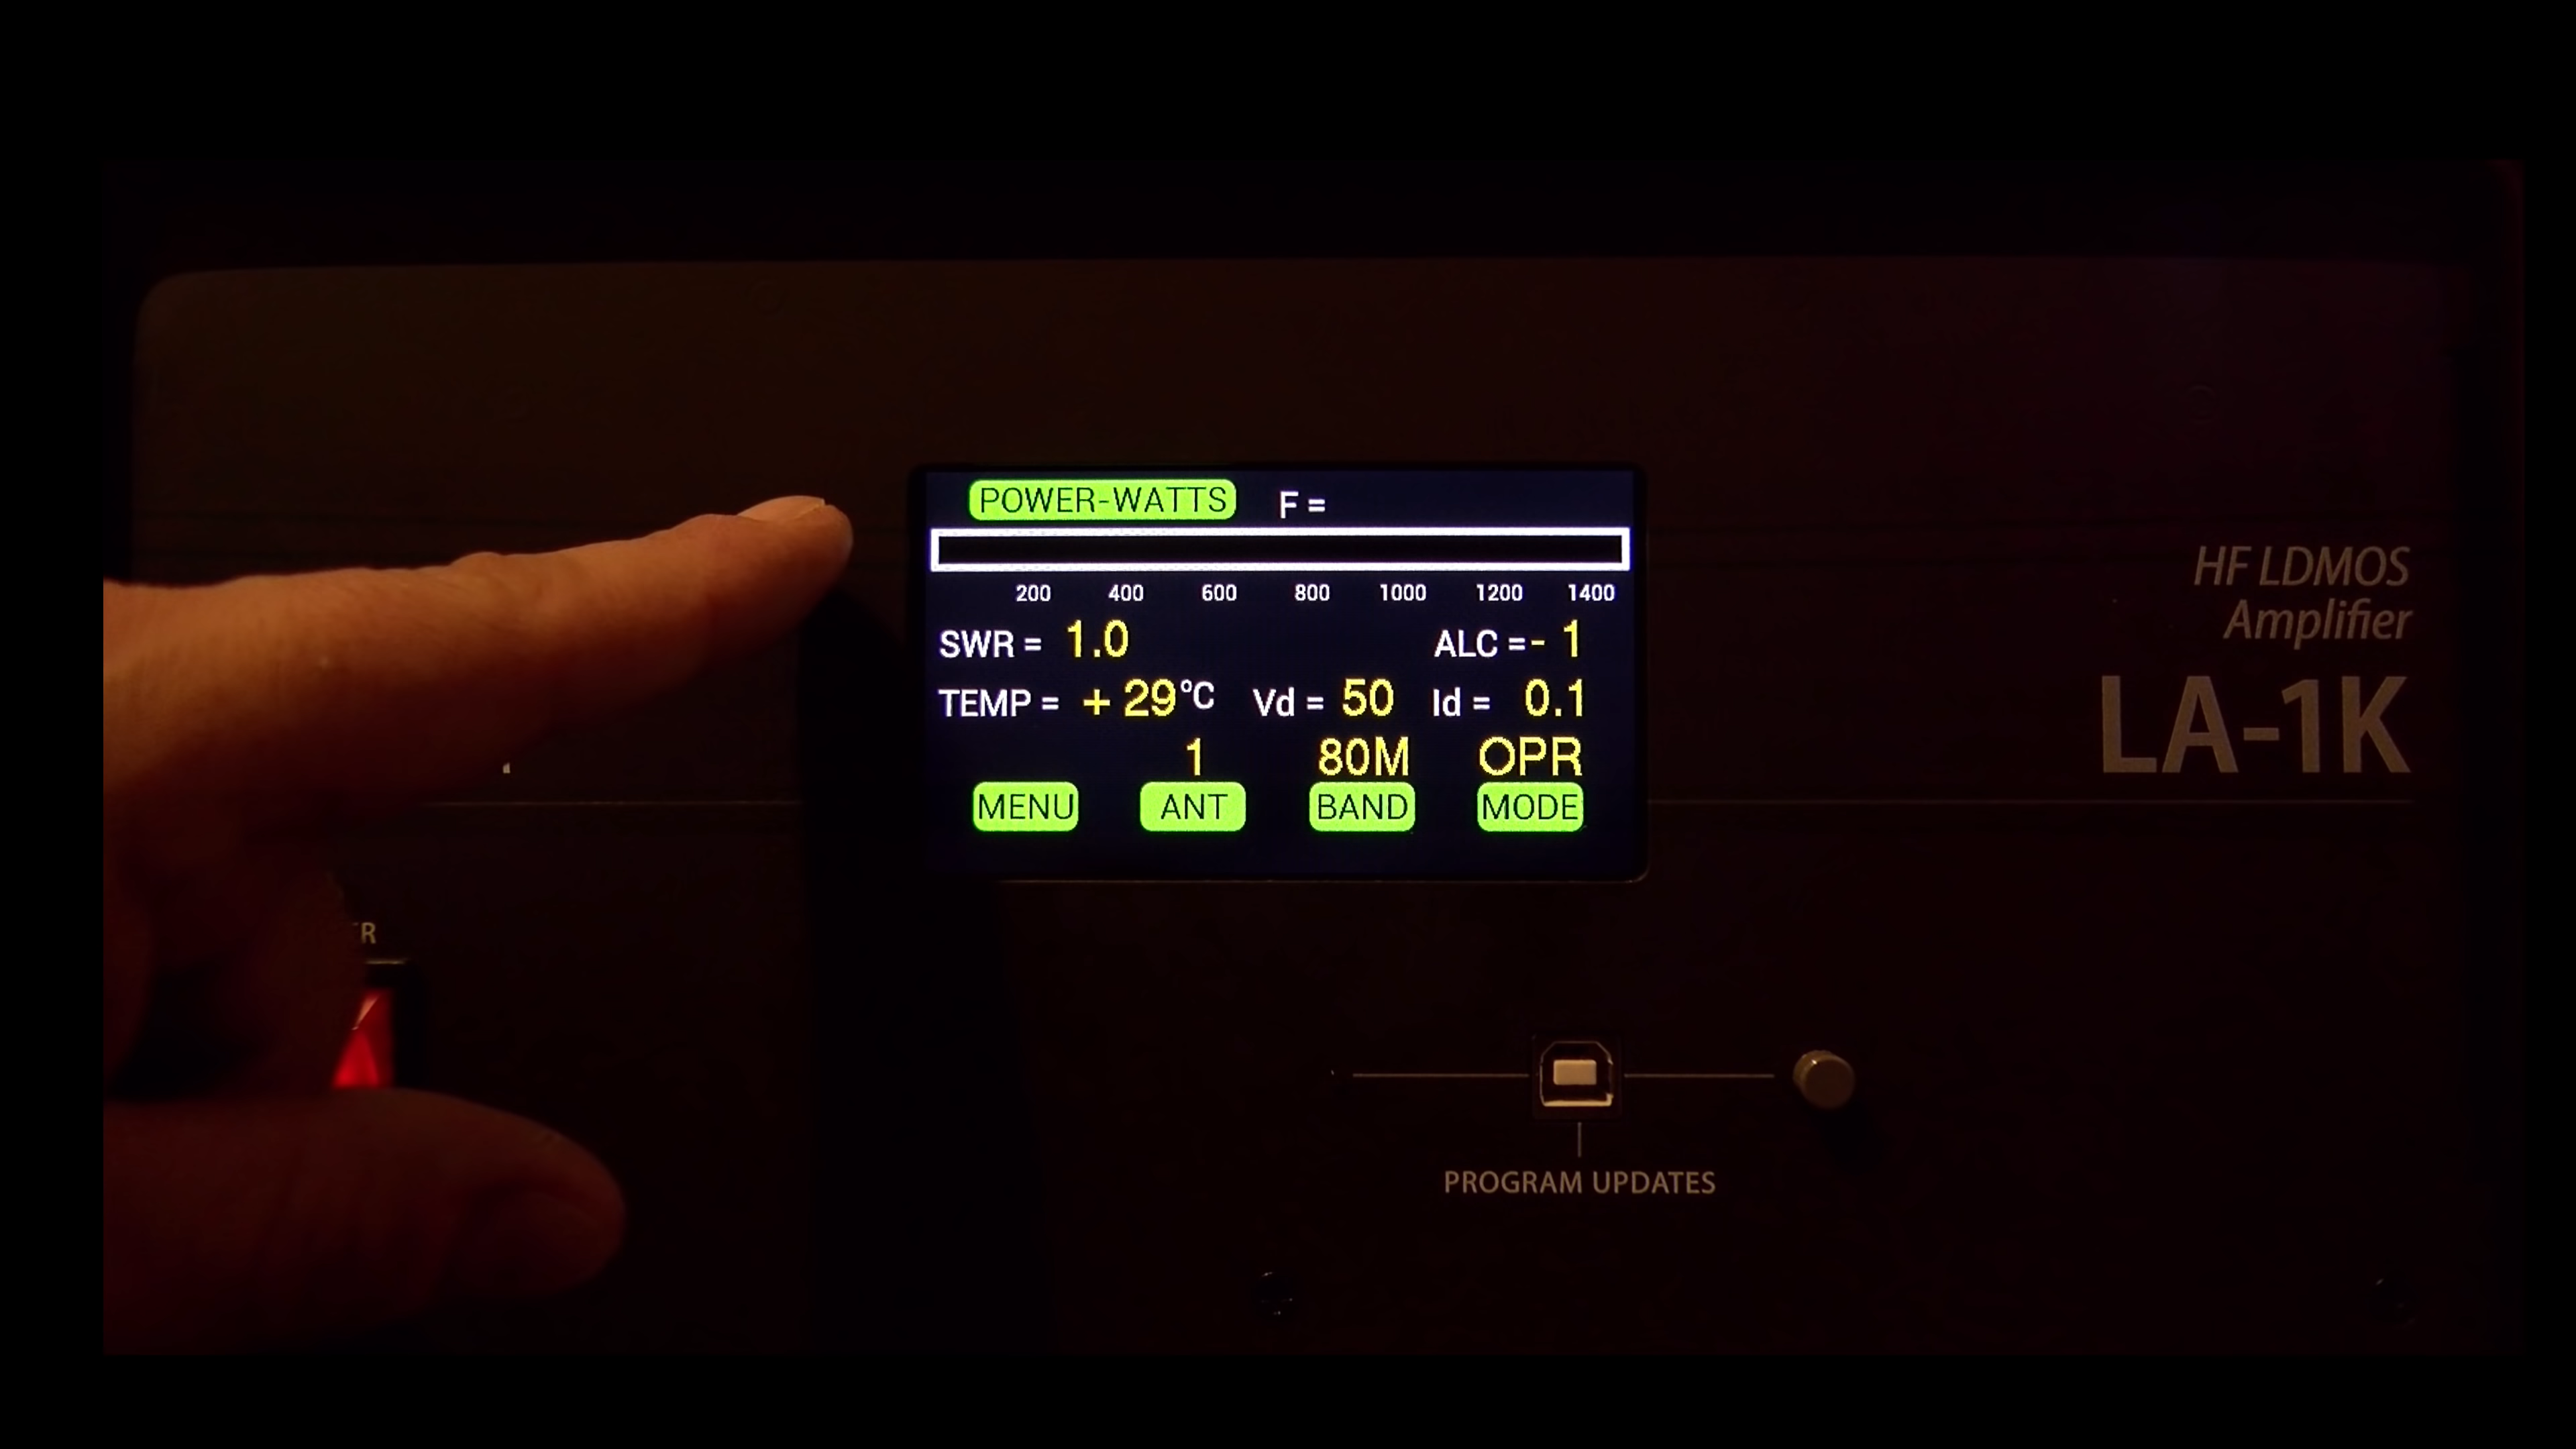 POWER-WATTS F =
200 400 600 800 1000 1200 1400
SWR = 1.0 ALC =- 1
TEMP = + 29°C Vd = 50 Id = 0.1
1 80M OPR
MENU ANT BAND MODE
HF LDMOS
Amplifier
LA-1K
PROGRAM UPDATES